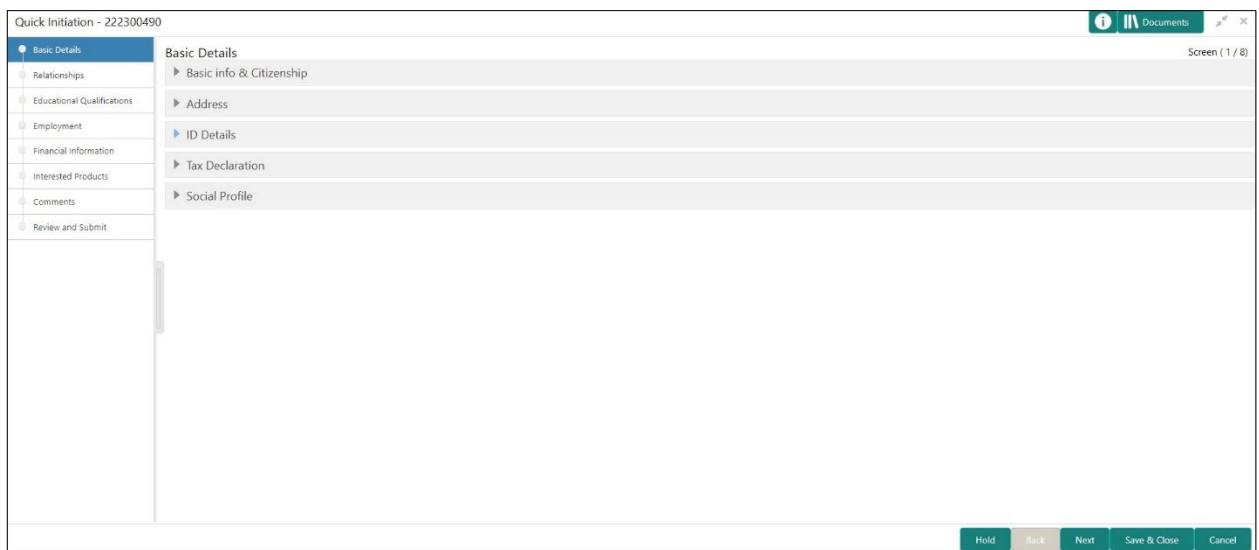 Quick Initiation - 222300490
Documents
Basic Details
Relationships
Educational Qualifications
Employment
Financial Information
Interested Products
Comments
Review and Submit
Basic Details
Screen ( 1 / 8)
Basic info & Citizenship
Address
ID Details
Tax Declaration
Social Profile
Hold
Back
Next
Save & Close
Cancel